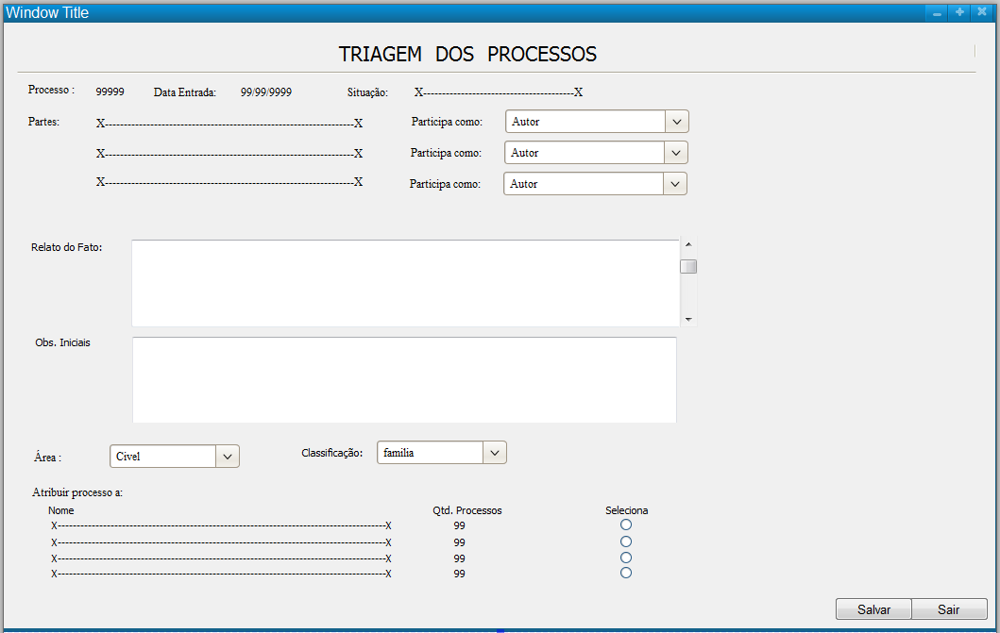 Window Title
TRIAGEM DOS PROCESSOS
Processo : 99999 Data Entrada: 99/99/9999 Situação: X----------------------------------------X
Partes: X------------------------------------------------------------------X Participa como: Autor
X------------------------------------------------------------------X Participa como: Autor
X------------------------------------------------------------------X Participa como: Autor
Relato do Fato:
Obs. Iniciais
Área : Civel Classificação: familia
Atribuir processo a:
Nome Qtd. Processos Seleciona
X---------------------------------------------------------------------------------------X 99
X---------------------------------------------------------------------------------------X 99
X---------------------------------------------------------------------------------------X 99
X---------------------------------------------------------------------------------------X 99
Salvar Sair